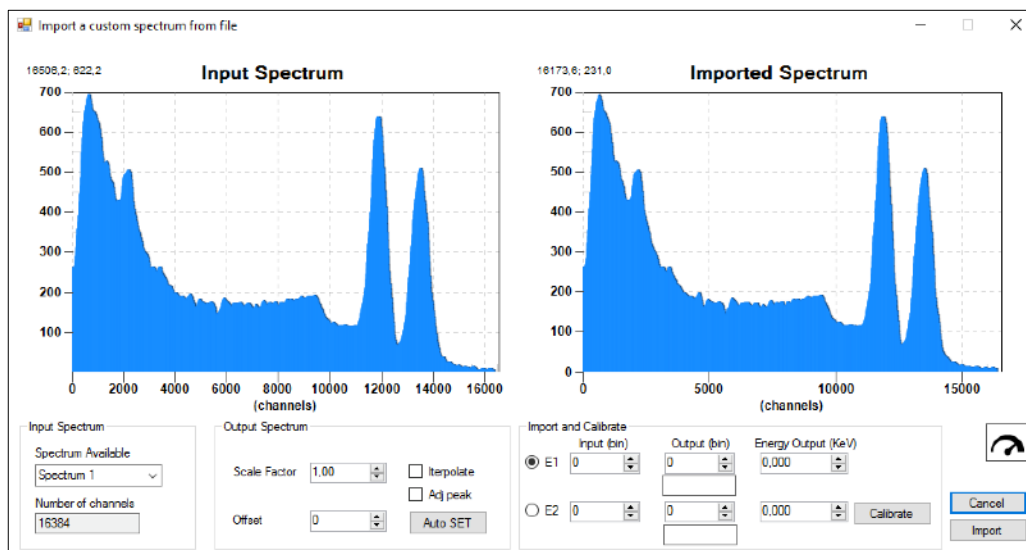 Import a custom spectrum from file
16506,2; 622,2
Input Spectrum
700
600
500
400
300
200
100
0 2000 4000 6000 8000 10000 12000 14000 16000
(channels)
16173,6; 231,0
Imported Spectrum
700
600
500
400
300
200
100
0
0 5000 10000 15000
(channels)
Input Spectrum
Spectrum Available
Spectrum 1
Number of channels
16384
Output Spectrum
Scale Factor 1,00
Iterpolate
Adj peak
Offset 0
Auto SET
Import and Calibrate
Input (bin) Output (bin) Energy Output (KeV)
E1 0 0 0,000
E2 0 0 0,000 Calibrate
Cancel
Import